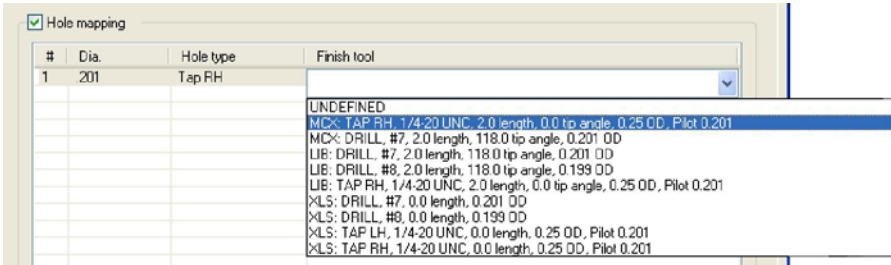 Hole mapping
# Dia. Hole type Finish tool
1 .201 Tap RH
UNDEFINED
MCX: TAP RH, 1/4-20 UNC, 2.0 length, 0.0 tip angle, 0.25 OD, Pilot 0.201
MCX: DRILL, #7, 2.0 length, 118.0 tip angle, 0.201 OD
LIB: DRILL, #7, 2.0 length, 118.0 tip angle, 0.201 OD
LIB: DRILL, #8, 2.0 length, 118.0 tip angle, 0.199 OD
LIB: TAP RH, 1/4-20 UNC, 2.0 length, 0.0 tip angle, 0.25 OD, Pilot 0.201
XLS: DRILL, #7, 0.0 length, 0.201 OD
XLS: DRILL, #8, 0.0 length, 0.199 OD
XLS: TAP LH, 1/4-20 UNC, 0.0 length, 0.25 OD, Pilot 0.201
XLS: TAP RH, 1/4-20 UNC, 0.0 length, 0.25 OD, Pilot 0.201